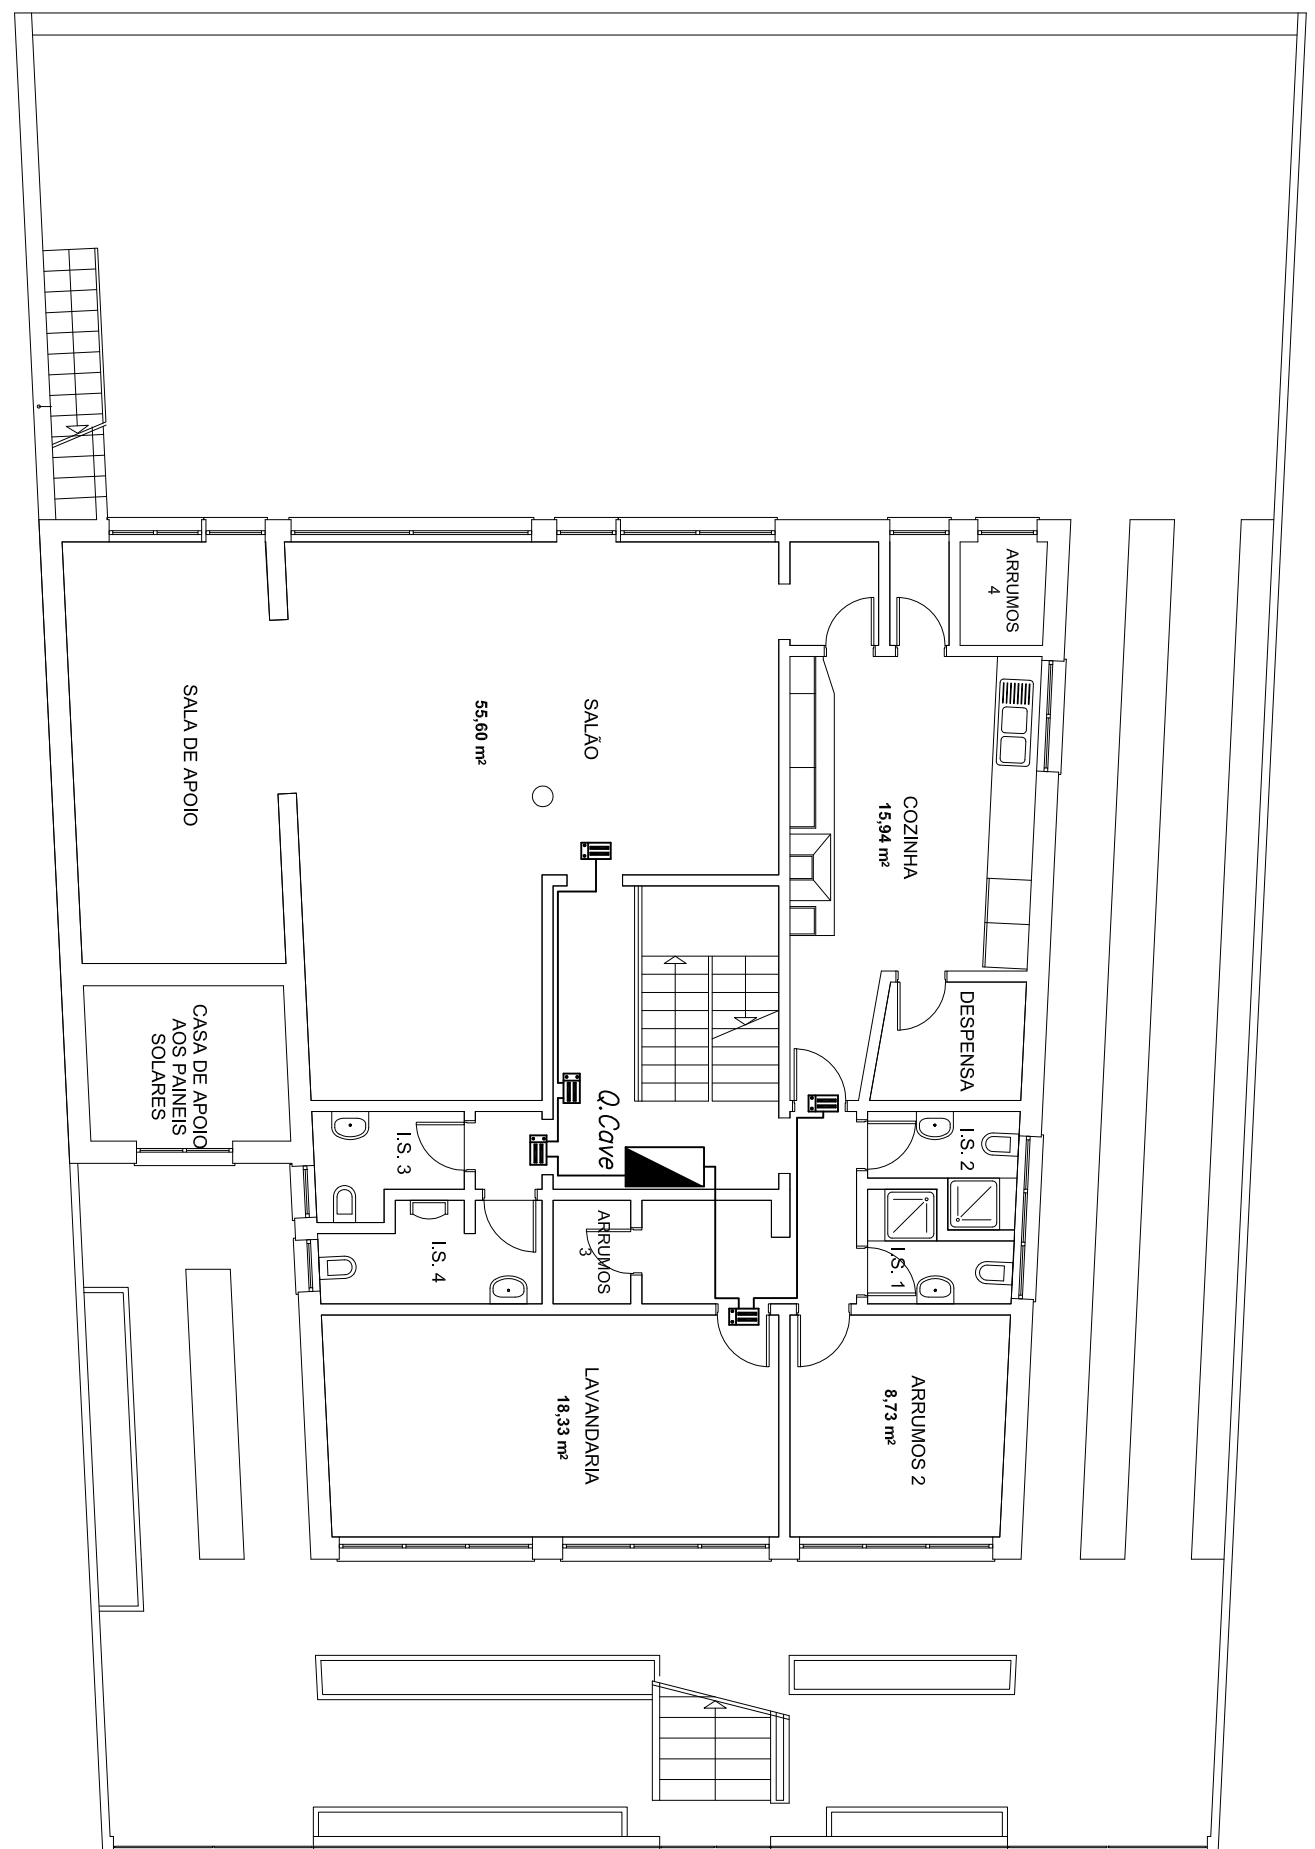 ARRUMOS
4
SALA DE APOIO
SALÃO
55,60 m²
COZINHA
15,94 m²
DESPENSA
CASA DE APOIO
AOS PAINEIS
SOLARES
Q.Cave
I.S. 3
I.S. 2
I.S. 4
ARRUMOS
3
I.S. 1
LAVANDARIA
18,33 m²
ARRUMOS 2
8,73 m²